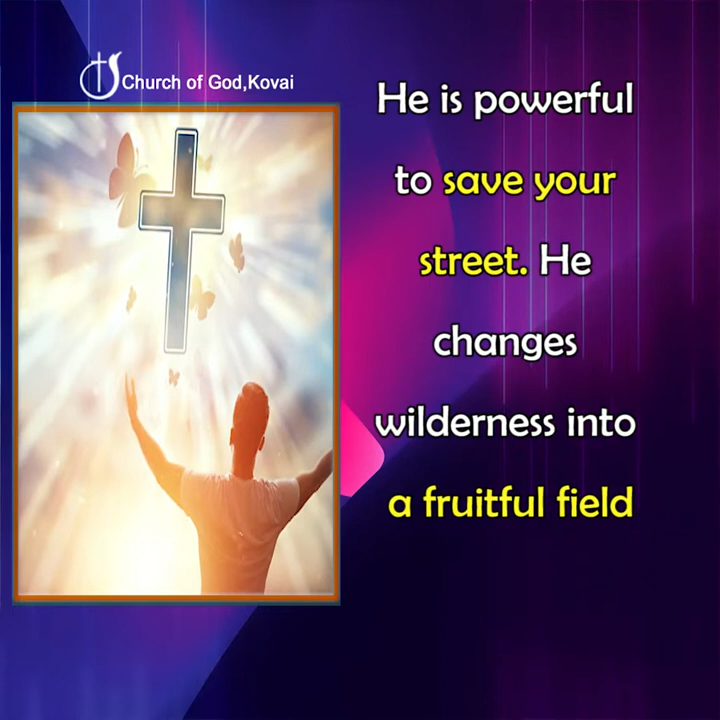 Church of God,Kovai
He is powerful
to save your
street. He
changes
wilderness into
a fruitful field